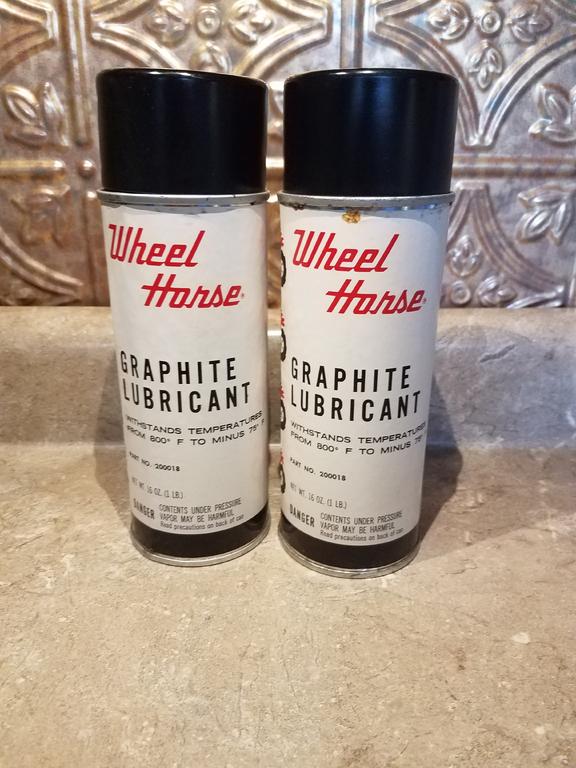 Wheel
Horse®
GRAPHITE
LUBRICANT
WITHSTANDS TEMPERATURES
FROM 800° F TO MINUS 75° F
PART NO. 200018
NET WT. 16 OZ. (1 LB.)
DANGER CONTENTS UNDER PRESSURE
VAPOR MAY BE HARMFUL
Read precautions on back of can
Wheel
Horse®
GRAPHITE
LUBRICANT
WITHSTANDS TEMPERATURES
FROM 800° F TO MINUS 75°
PART NO. 200018
NET WT. 16 OZ. (1 LB.)
DANGER CONTENTS UNDER PRESSURE
VAPOR MAY BE HARMFUL
Read precautions on back of can